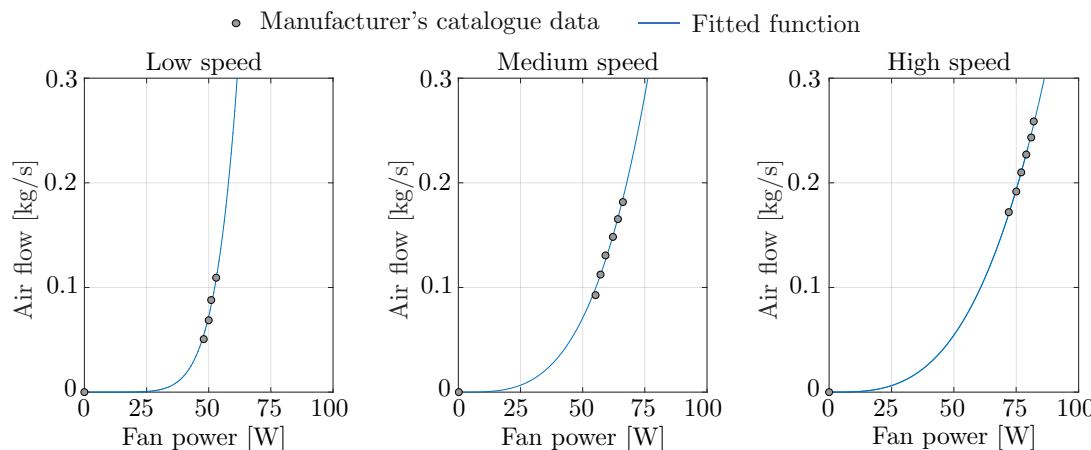 Manufacturer's catalogue data Fitted function
Low speed Medium speed High speed
0.3 0.3 0.3
0.2 0.2 0.2
0.1 0.1 0.1
0 0 0
Air flow [kg/s] Air flow [kg/s] Air flow [kg/s]
0 25 50 75 100 0 25 50 75 100 0 25 50 75 100
Fan power [W] Fan power [W] Fan power [W]